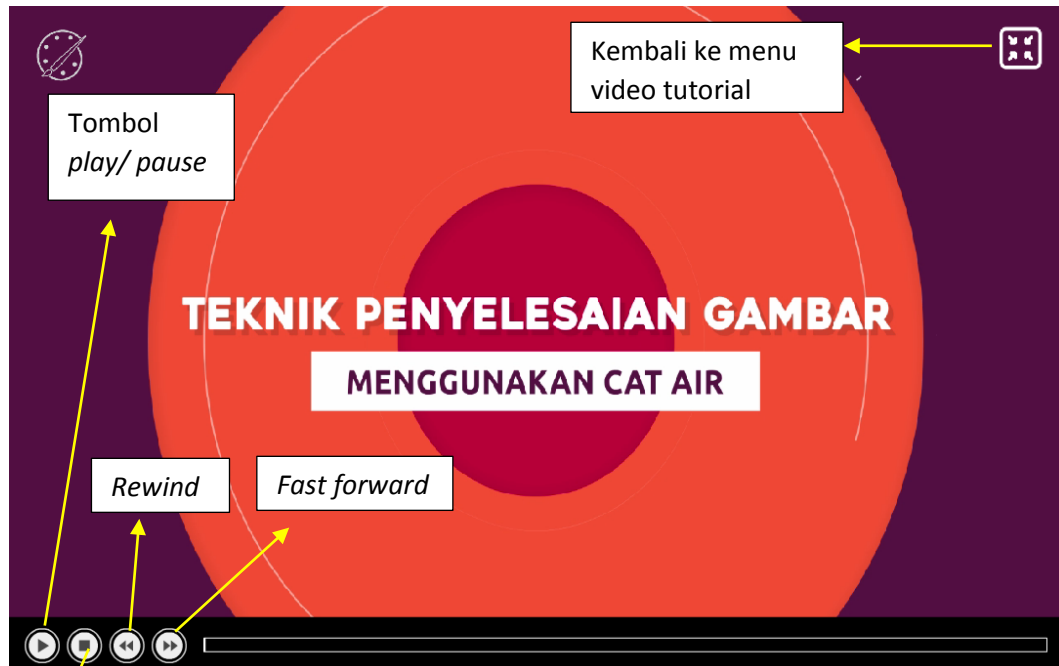 Kembali ke menu
video tutorial
Tombol
play/ pause
TEKNIK PENYELESAIAN GAMBAR
MENGGUNAKAN CAT AIR
Rewind
Fast forward